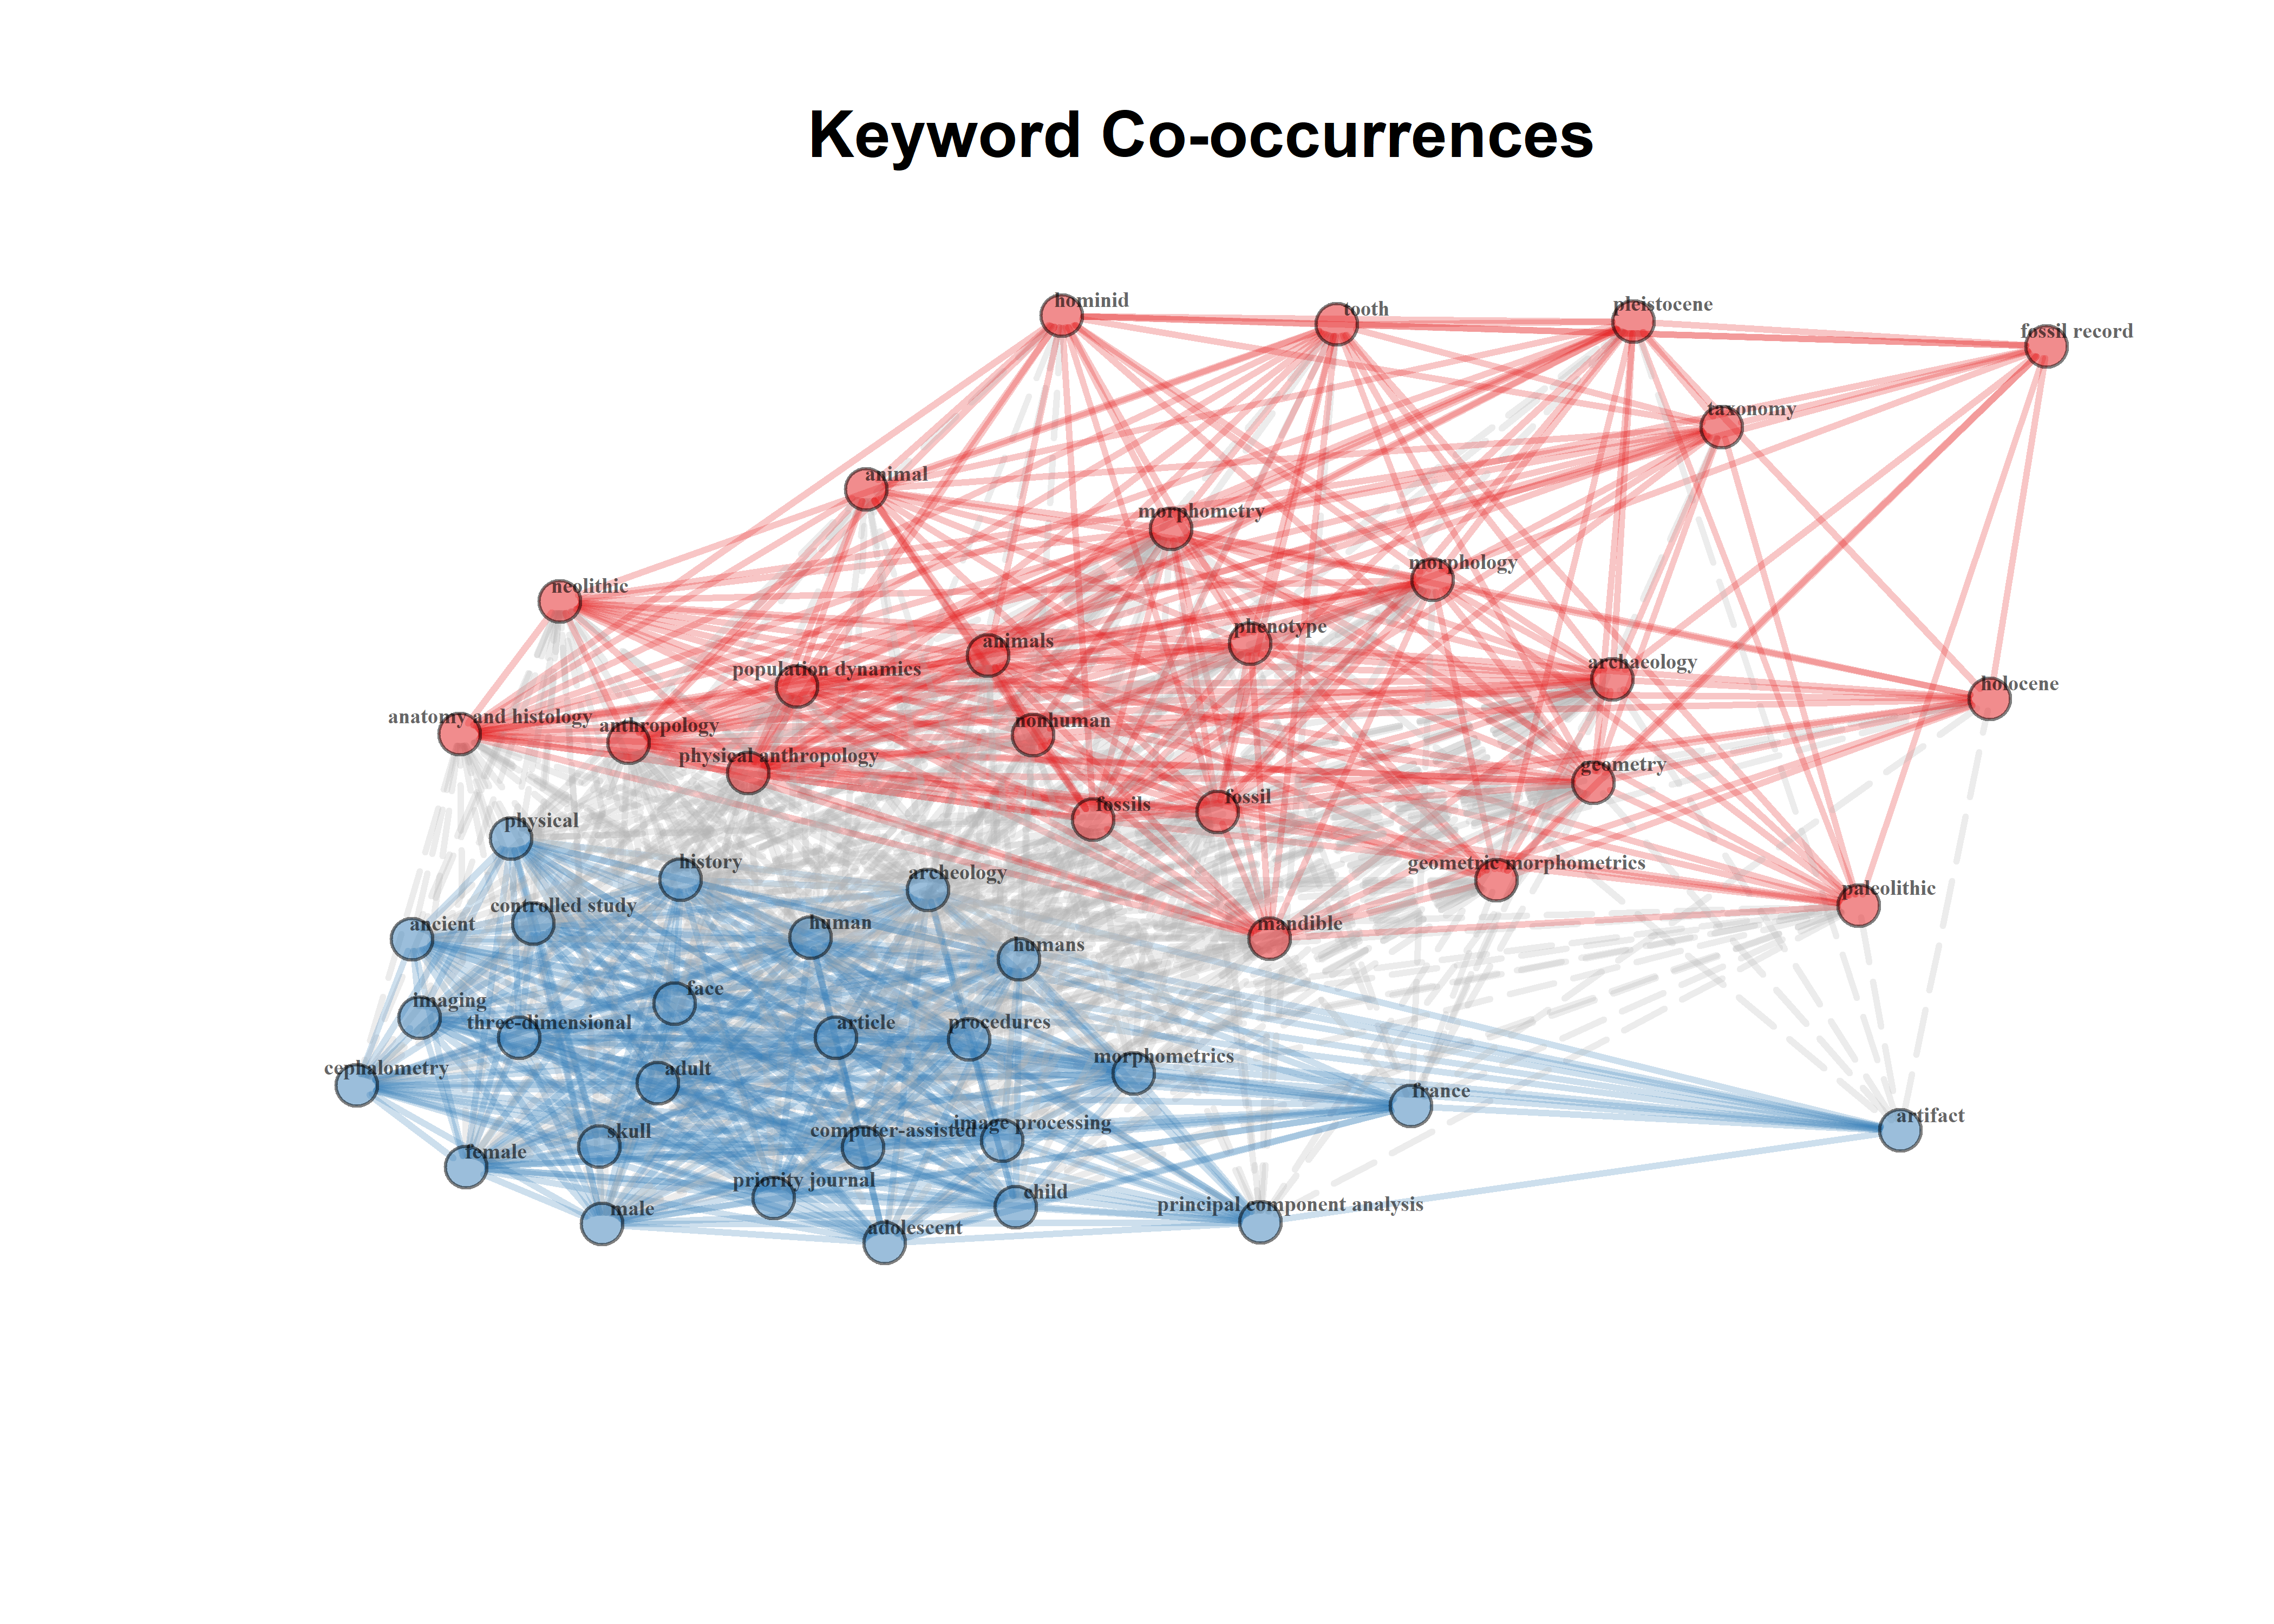 Keyword Co-occurrences
hominid
tooth
pleistocene
fossil record
taxonomy
animal
morphometry
morphology
neolithic
phenotype
animals
population dynamics
archaeology
holocene
anatomy and histology
anthropology
nonhuman
physical anthropology
geometry
fossils
fossil
physical
history
archeology
geometric morphometrics
paleolithic
controlled study
ancient
human
mandible
humans
face
imaging
three-dimensional
article
procedures
morphometrics
cephalometry
adult
france
artifact
image processing
computer-assisted
skull
female
priority journal
child
principal component analysis
male
adolescent